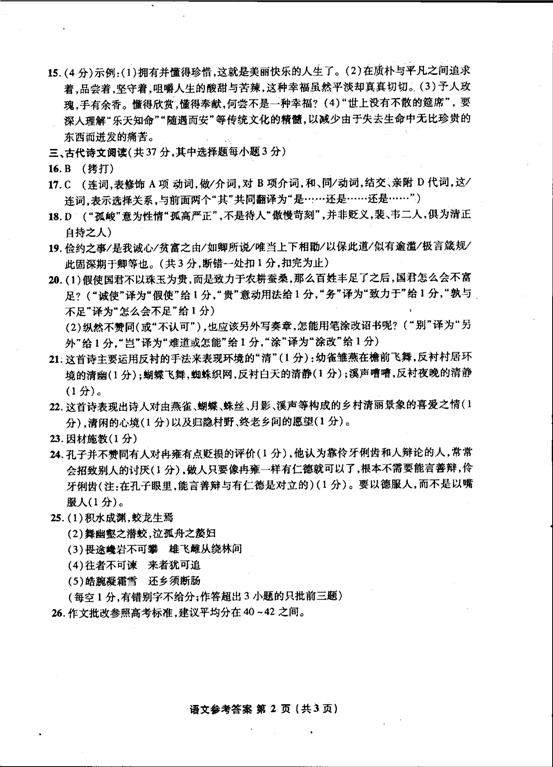 15.(4分)示例:(1)拥有并懂得珍惜,这就是美丽快乐的人生了。(2)在质朴与平凡之间追求
着,品尝着,坚守着,咀嚼人生的酸甜与苦辣,这种幸福虽然平淡却真真切切。(3)予人玫
瑰,手有余香。懂得欣赏,懂得奉献,何尝不是一种幸福?(4)“世上没有不散的筵席”,要
深入理解“乐天知命”“随遇而安”等传统文化的精髓,以减少由于失去生命中无比珍贵的
东西而迸发的痛苦。
三、古代诗文阅读(共37分,其中选择题每小题3分)
16.B (拷打)
17.C (连词,表修饰 A项 动词,做/介词,对 B项介词,和、同/动词,结交、亲附 D代词,这/
连词,表示选择关系,与前面两个“其”共同翻译为“是……还是……还是……”)
18.D (“孤峻”意为性情“孤高严正”,不是待人“傲慢苛刻”,并非贬义,裴、韦二人,俱为清正
自持之人)
19.俭约之事/是我诚心/贫富之由/如卿所说/唯当上下相勖/以保此道/似有逾滥/极言箴规/
此固深期于卿等也。(共3分,断错一处扣1分,扣完为止)
20.(1)假使国君不以珠玉为贵,而是致力于农耕蚕桑,那么百姓丰足了之后,国君怎么会不富
足?(“诚使”译为“假使”给1分,“贵”意动用法给1分,“务”译为“致力于”给1分,“孰与
不足”译为“怎么会不足”给1分)
(2)纵然不赞同(或“不认可”),也应该另外写奏章,怎能用笔涂改诏书呢?(“别”译为“另
外”给1分,“岂”译为“难道或怎能”给1分,“涂”译为“涂改”给1分)
21.这首诗主要运用反衬的手法来表现环境的“清”(1分):幼雀雏燕在檐前飞舞,反衬村居环
境的清幽(1分);蝴蝶飞舞,蜘蛛织网,反衬白天的清静(1分);溪声嘈嘈,反衬夜晚的清静
(1分)。
22.这首诗表现出诗人对由燕雀、蝴蝶、蛛丝、月影、溪声等构成的乡村清丽景象的喜爱之情(1
分),清闲的心情(1分)以及归隐村野、终老乡间的愿望(1分)。
23.因材施教(1分)
24.孔子并不赞同有人对冉雍有点贬损的评价(1分),他认为靠伶牙俐齿和人辩论的人,常常
会招致别人的讨厌(1分),做人只要像冉雍一样有仁德就可以了,根本不需要能言善辩,伶
牙俐齿(注:在孔子眼里,能言善辩与有仁德是对立的)(1分)。要以德服人,而不是以嘴
服人(1分)。
25.(1)积水成渊,蛟龙生焉
(2)舞幽壑之潜蛟,泣孤舟之嫠妇
(3)畏途巉岩不可攀 雄飞雌从绕林间
(4)往者不可谏 来者犹可追
(5)皓腕凝霜雪 还乡须断肠
(每空1分,有错别字不给分;作答超出3小题的只批前三题)
26.作文批改参照高考标准,建议平均分在40~42之间。
语文参考答案 第2页(共3页)